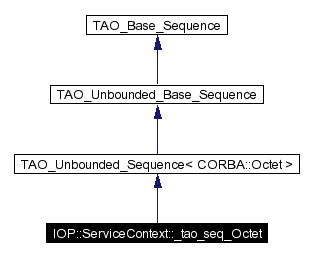 TAO_Base_Sequence
TAO_Unbounded_Base_Sequence
TAO_Unbounded_Sequence< CORBA::Octet >
IOP::ServiceContext::_tao_seq_Octet